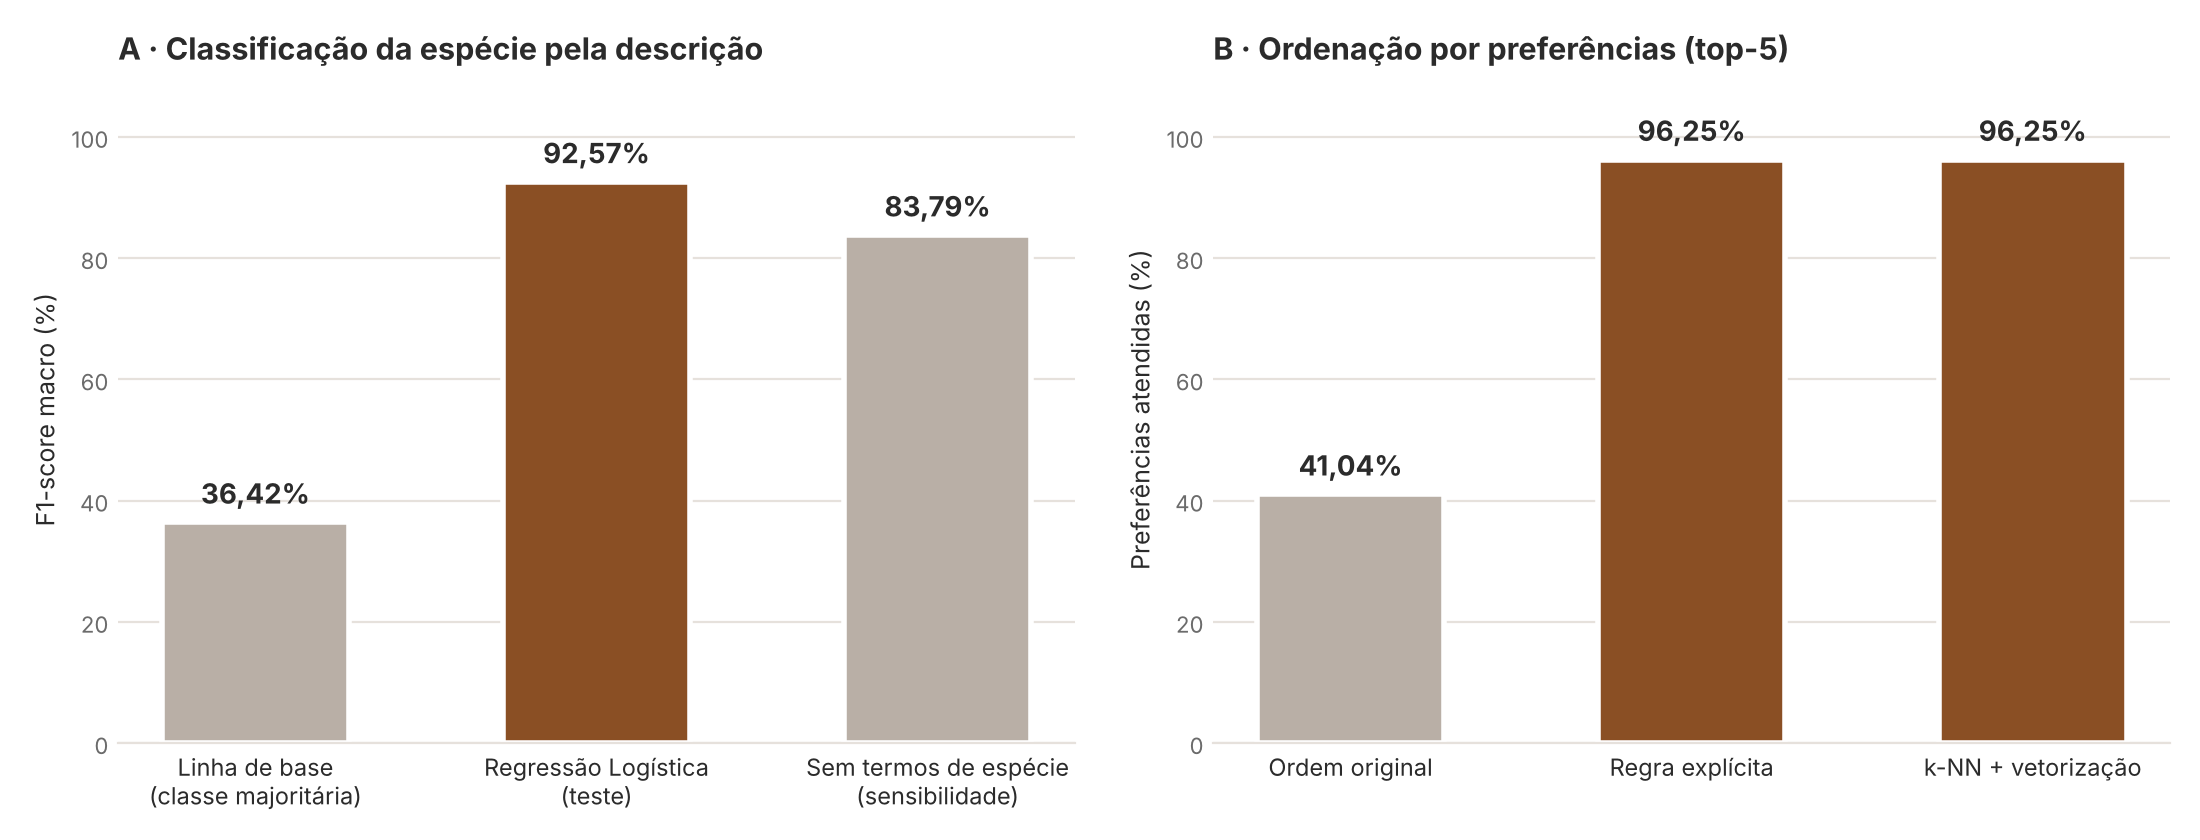 A · Classificação da espécie pela descrição
F1-score macro (%)
100
80
60
40
20
0
36,42%
92,57%
83,79%
Linha de base
(classe majoritária)
Regressão Logística
(teste)
Sem termos de espécie
(sensibilidade)
B · Ordenação por preferências (top-5)
Preferências atendidas (%)
100
80
60
40
20
0
41,04%
96,25%
96,25%
Ordem original
Regra explícita
k-NN + vetorização